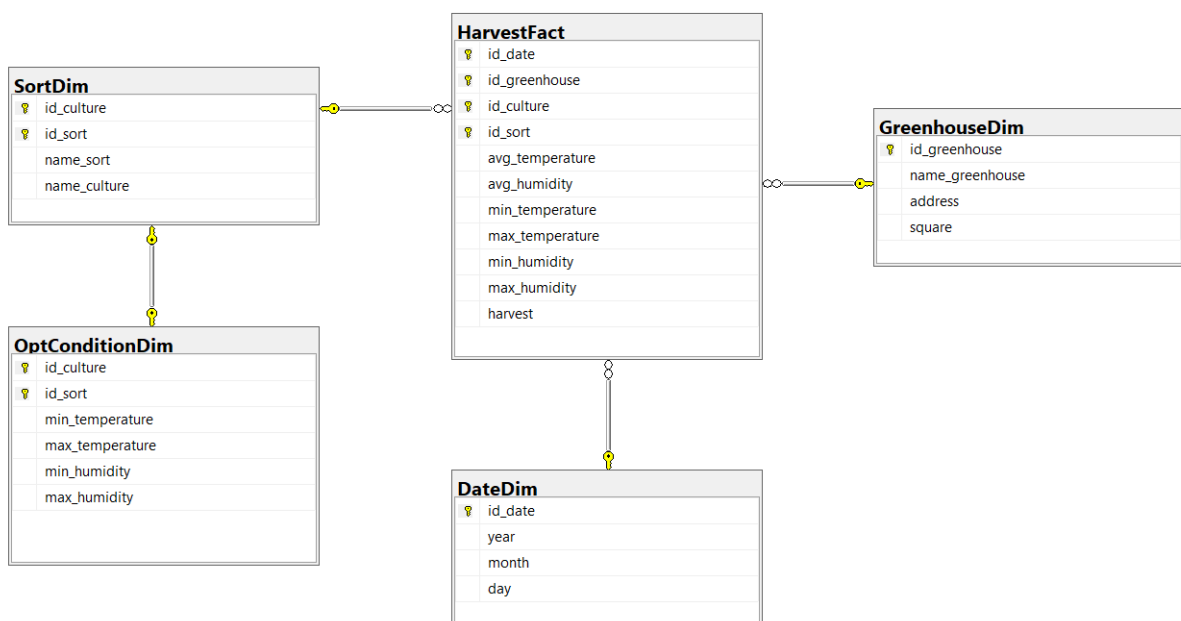 SortDim
id_culture
id_sort
name_sort
name_culture
OptConditionDim
id_culture
id_sort
min_temperature
max_temperature
min_humidity
max_humidity
HarvestFact
id_date
id_greenhouse
id_culture
id_sort
avg_temperature
avg_humidity
min_temperature
max_temperature
min_humidity
max_humidity
harvest
DateDim
id_date
year
month
day
GreenhouseDim
id_greenhouse
name_greenhouse
address
square